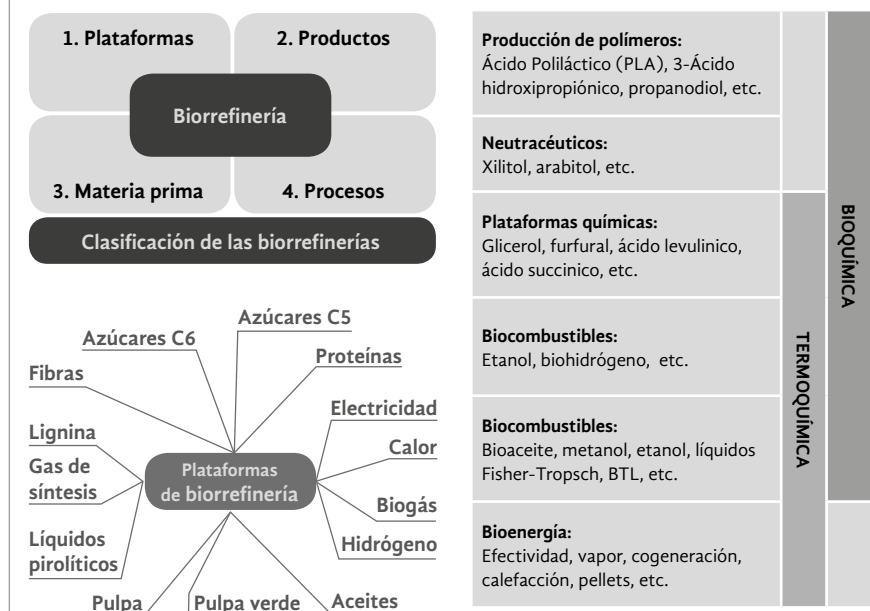 1. Plataformas
2. Productos
Biorrefinería
3. Materia prima
4. Procesos
Clasificación de las biorrefinerías
Azúcares C5
Azúcares C6
Proteínas
Fibras
Electricidad
Lignina
Calor
Gas de
síntesis
Plataformas
de biorrefinería
Biogás
Líquidos
pirolíticos
Hidrógeno
Pulpa
Pulpa verde
Aceites
Producción de polímeros:
Ácido Poliláctico (PLA), 3-Ácido
hidroxipropiónico, propanodiol, etc.
Neutracéuticos:
Xilitol, arabitol, etc.
Plataformas químicas:
Glicerol, furfural, ácido levulinico,
ácido succinico, etc.
Biocombustibles:
Etanol, biohidrógeno, etc.
Biocombustibles:
Bioaceite, metanol, etanol, líquidos
Fisher-Tropsch, BTL, etc.
Bioenergía:
Efectividad, vapor, cogeneración,
calefacción, pellets, etc.
TERMOQUÍMICA
BIOQUÍMICA